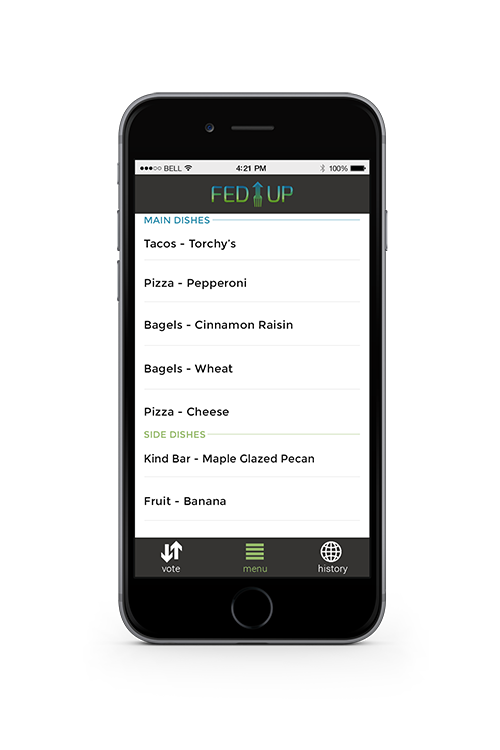 BELL 4:21 PM 100%
FED UP
MAIN DISHES
Tacos - Torchy's
Pizza - Pepperoni
Bagels - Cinnamon Raisin
Bagels - Wheat
Pizza - Cheese
SIDE DISHES
Kind Bar - Maple Glazed Pecan
Fruit - Banana
vote menu history